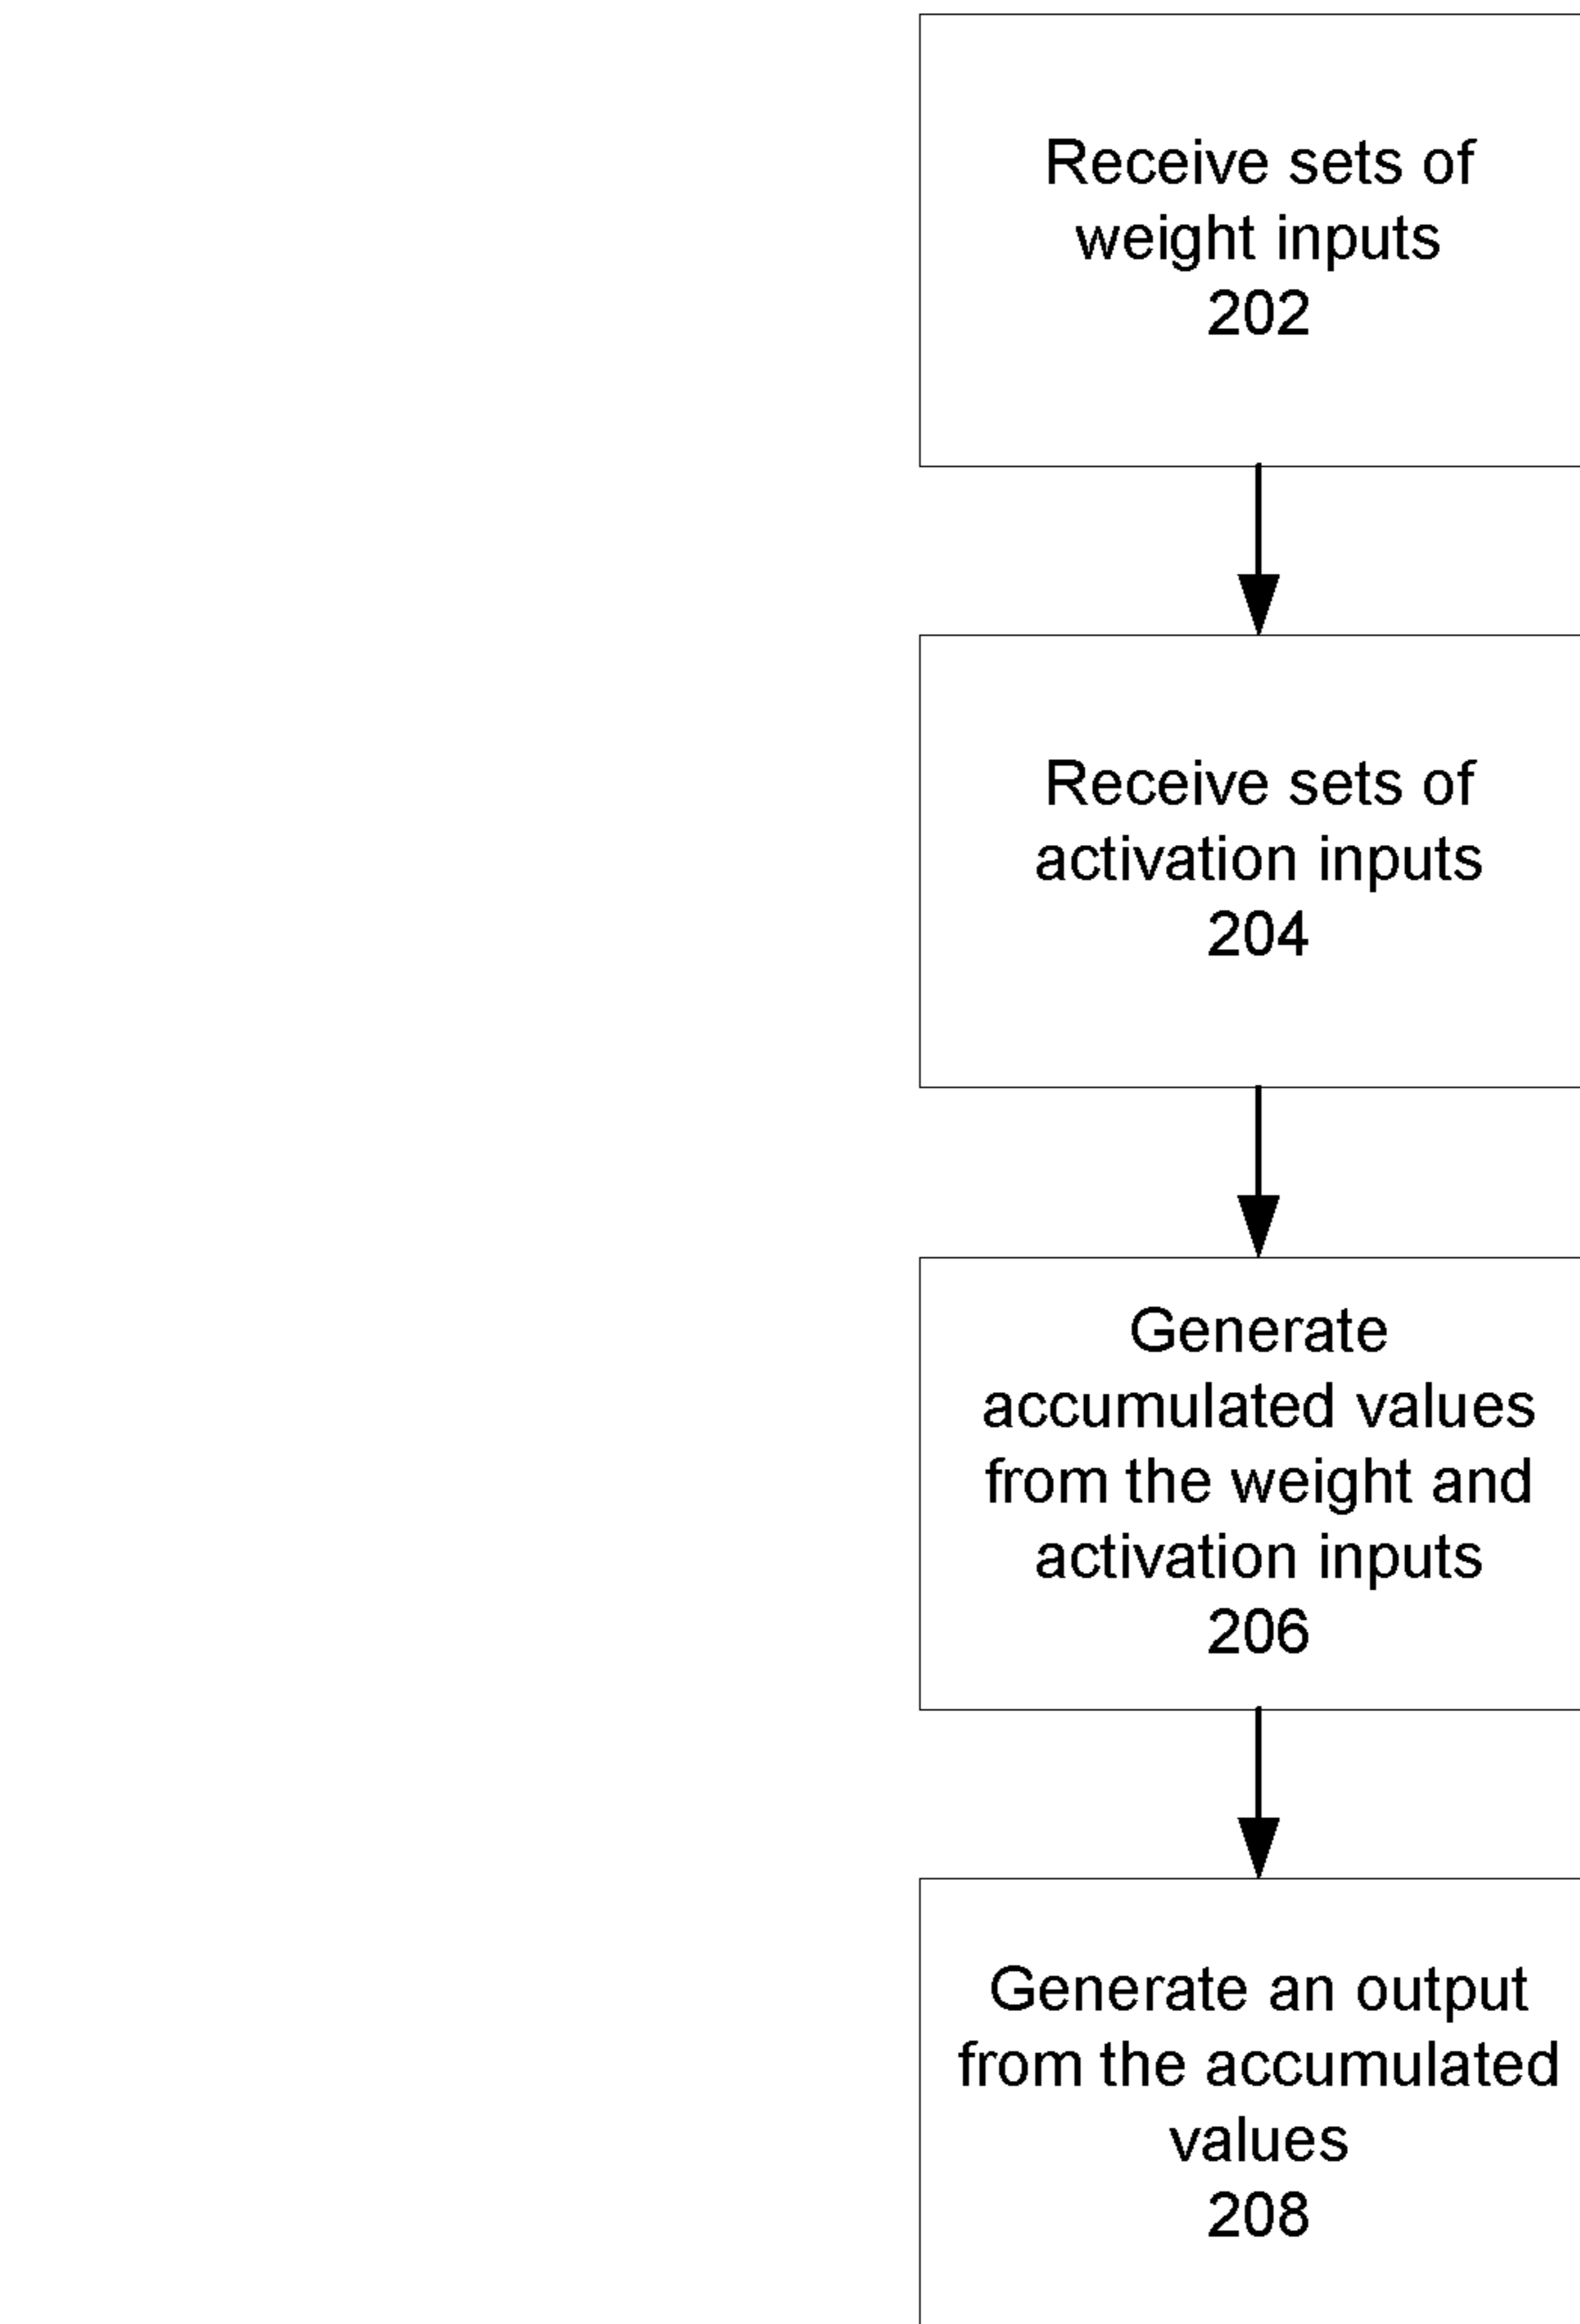 Receive sets of
weight inputs
202
Receive sets of
activation inputs
204
Generate
accumulated values
from the weight and
activation inputs
206
Generate an output
from the accumulated
values
208